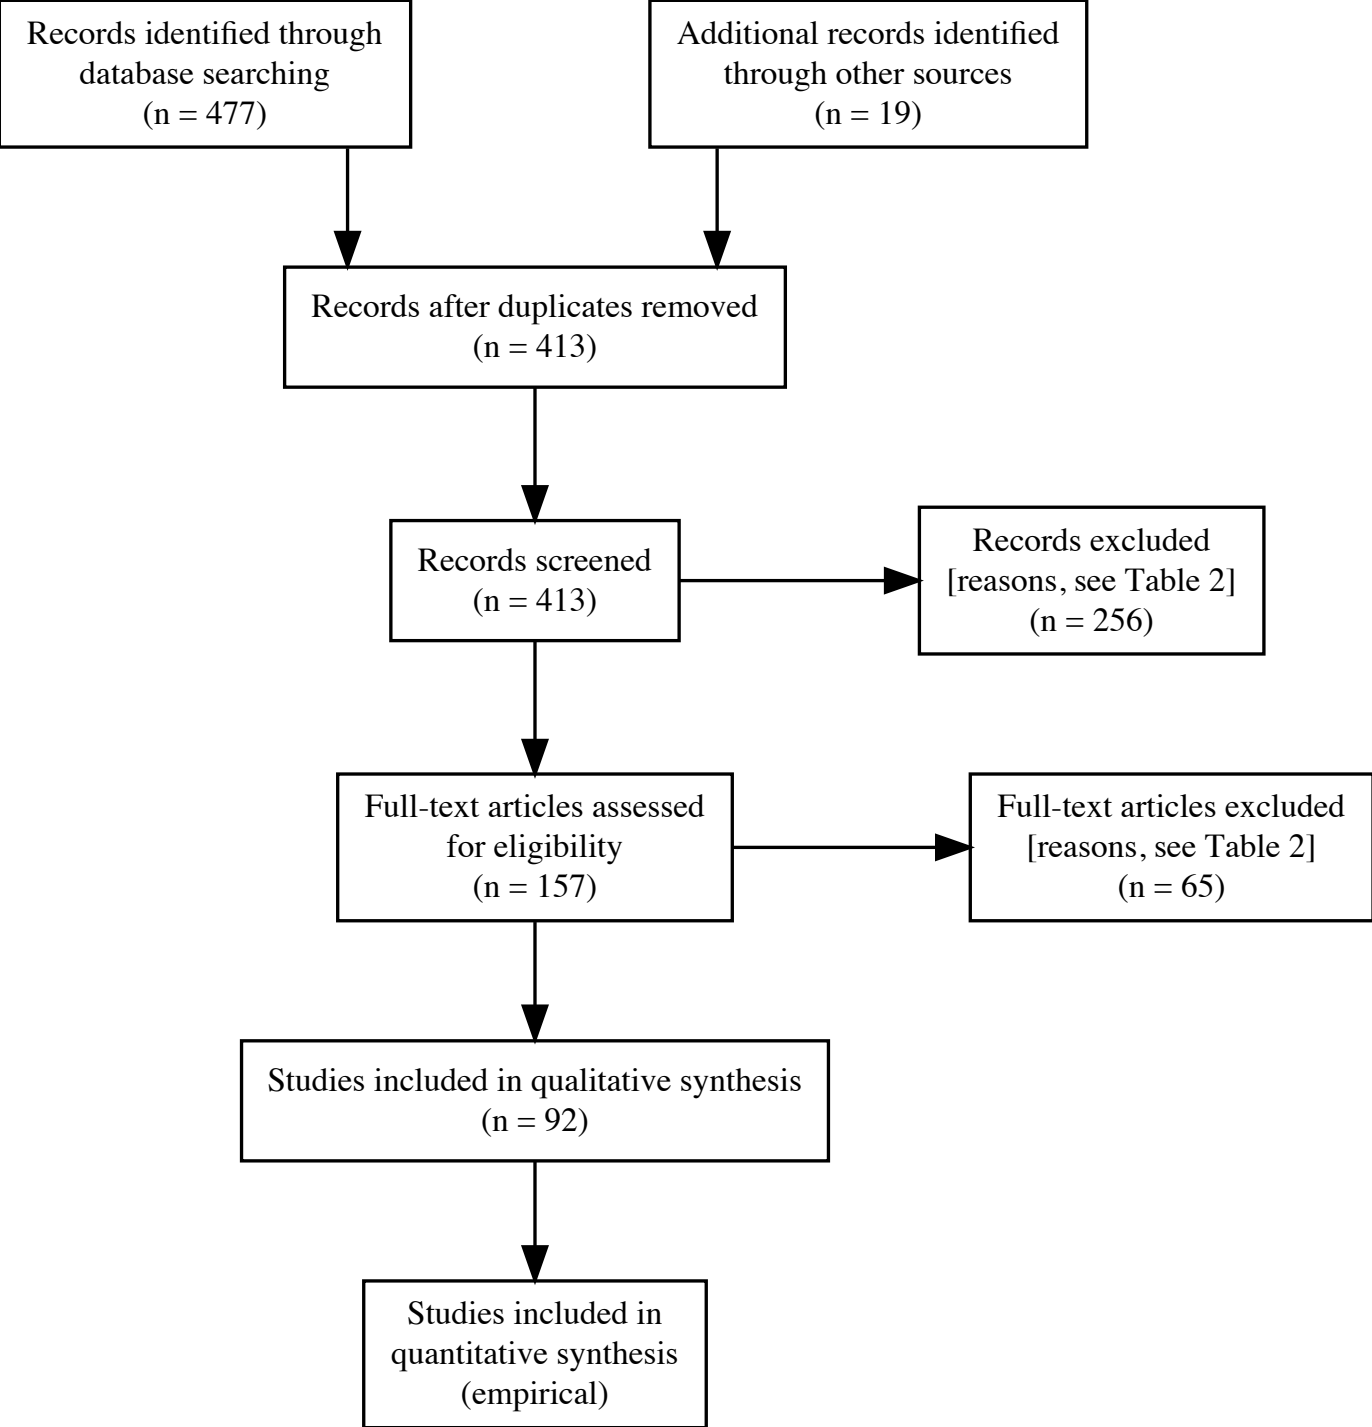 Records identified through
database searching
(n = 477)
Additional records identified
through other sources
(n = 19)
Records after duplicates removed
(n = 413)
Records screened
(n = 413)
Records excluded
[reasons, see Table 2]
(n = 256)
Full-text articles assessed
for eligibility
(n = 157)
Full-text articles excluded
[reasons, see Table 2]
(n = 65)
Studies included in qualitative synthesis
(n = 92)
Studies included in
quantitative synthesis
(empirical)